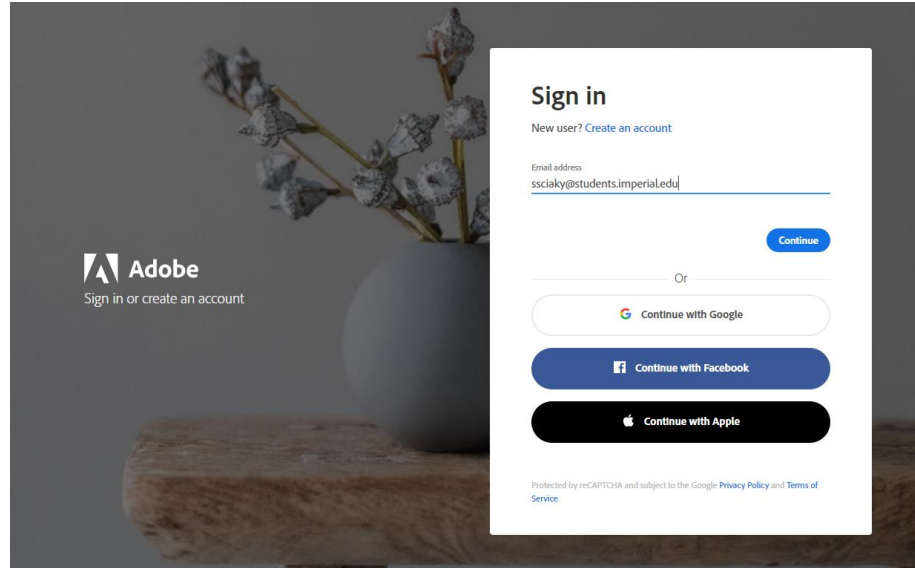 Adobe
Sign in or create an account
Sign in
New user? Create an account
Email address
ssciaky@students.imperial.edu
Continue
Or
Continue with Google
Continue with Facebook
Continue with Apple
Protected by reCAPTCHA and subject to the Google Privacy Policy and Terms of
Service.